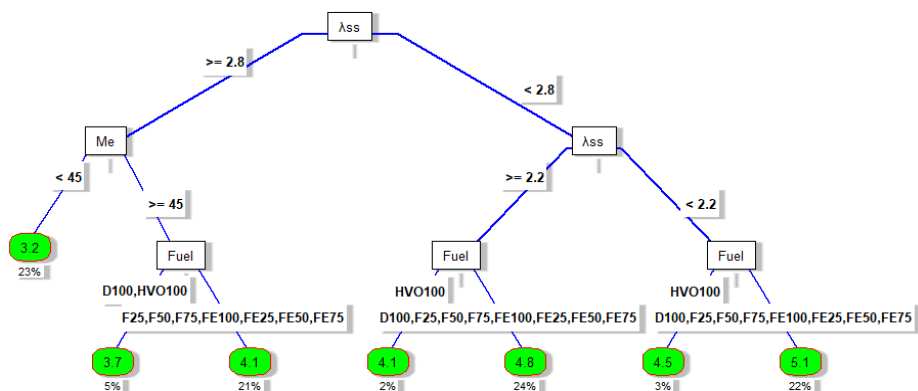 λss
>= 2.8
< 2.8
Me
λss
< 45
>= 45
>= 2.2
< 2.2
3.2
23%
Fuel
Fuel
Fuel
D100,HVO100
HVO100
HVO100
F25,F50,F75,FE100,FE25,FE50,FE75
D100,F25,F50,F75,FE100,FE25,FE50,FE75
D100,F25,F50,F75,FE100,FE25,FE50,FE75
3.7
4.1
4.1
4.8
4.5
5.1
5%
21%
2%
24%
3%
22%